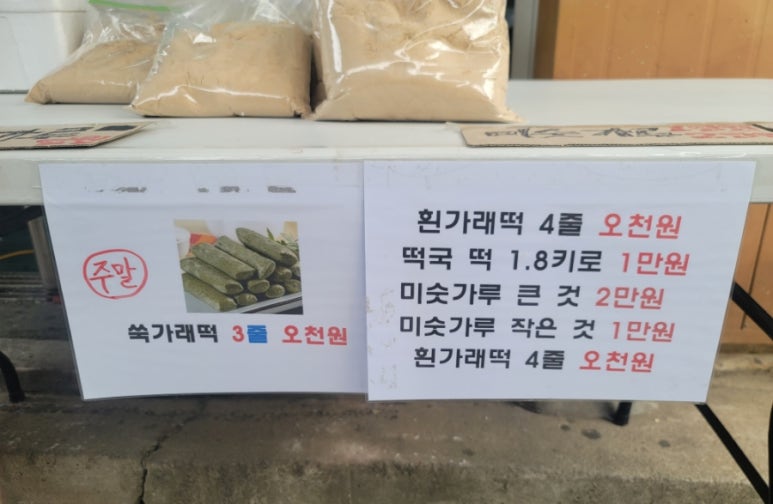 주말
쑥가래떡 3줄 오천원
흰가래떡 4줄 오천원
떡국 떡 1.8키로 1만원
미숫가루 큰 것 2만원
미숫가루 작은 것 1만원
흰가래떡 4줄 오천원